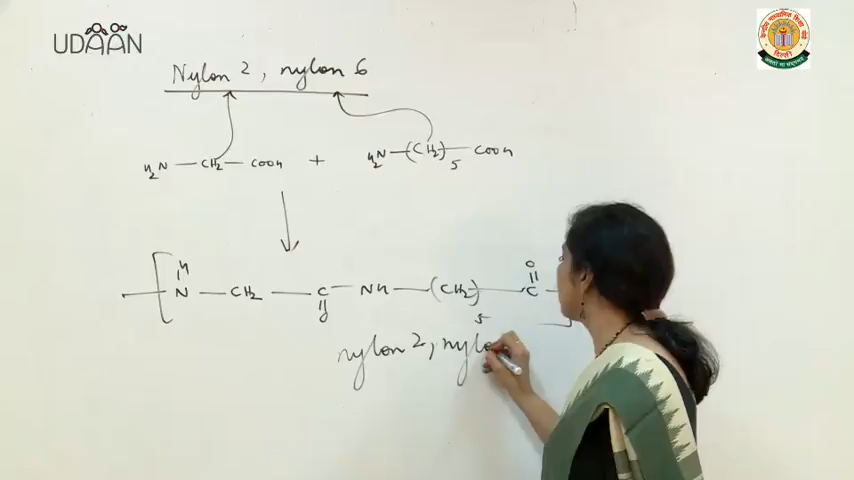 UDAAN
Nylon 2, nylon 6
H₂N — CH₂ — COOH + H₂N —(CH₂)₅— COOH
H O
[ N — CH₂ — C — NH —(CH₂)₅— C —
O
nylon 2, nylo